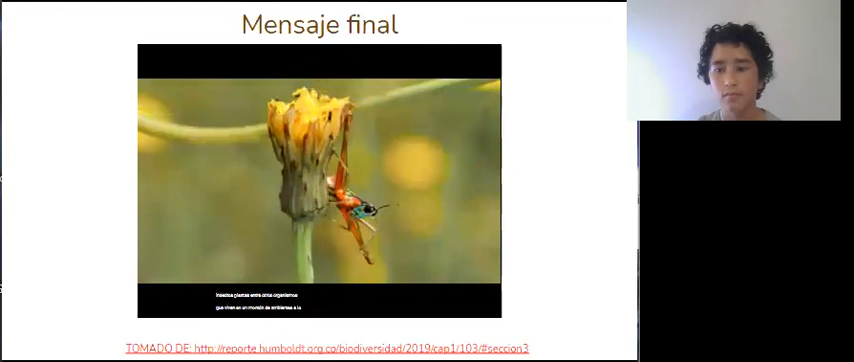 Mensaje final
insectos plantas entre otros organismos
que viven en un montón de ambientes a la
TOMADO DE: http://reporte.humboldt.org.co/biodiversidad/2019/cap1/103/#seccion3